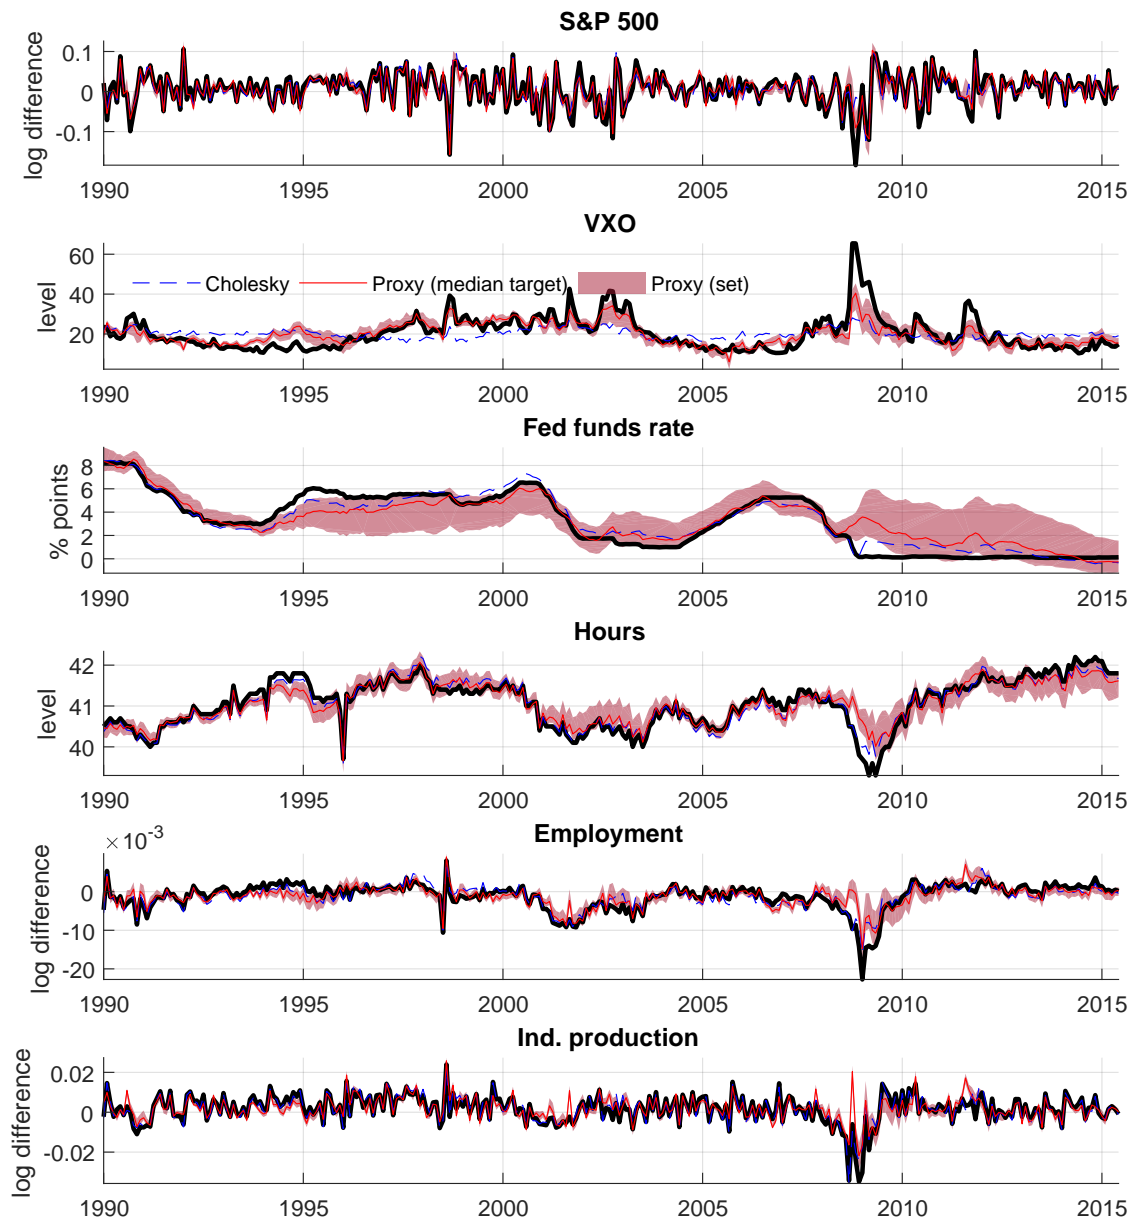 S&P 500
log difference
0.1
0
-0.1
1990 1995 2000 2005 2010 2015
VXO
level
60
40
20
Cholesky Proxy (median target) Proxy (set)
1990 1995 2000 2005 2010 2015
Fed funds rate
% points
8
6
4
2
0
1990 1995 2000 2005 2010 2015
Hours
level
42
41
40
1990 1995 2000 2005 2010 2015
×10-3
Employment
log difference
0
-10
-20
1990 1995 2000 2005 2010 2015
Ind. production
log difference
0.02
0
-0.02
1990 1995 2000 2005 2010 2015